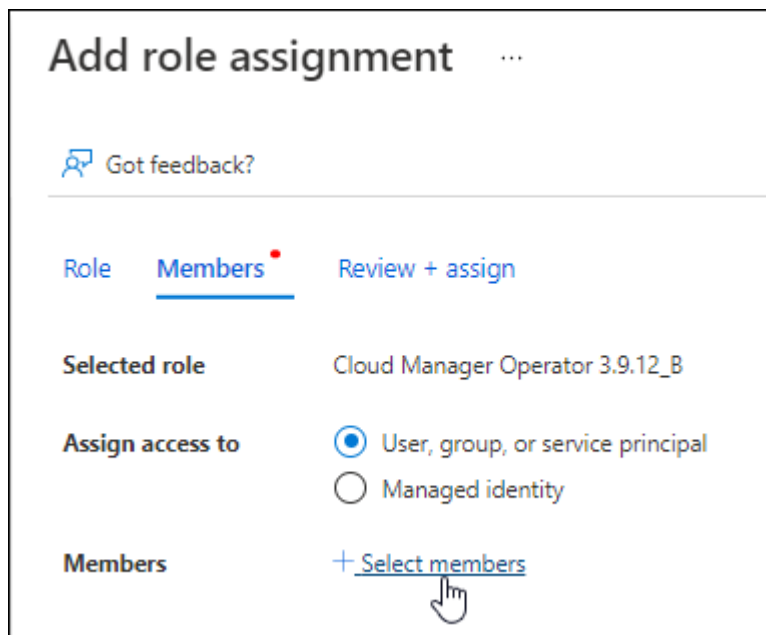 Add role assignment ...
Got feedback?
Role Members Review + assign
Selected role Cloud Manager Operator 3.9.12_B
Assign access to User, group, or service principal
Managed identity
Members + Select members